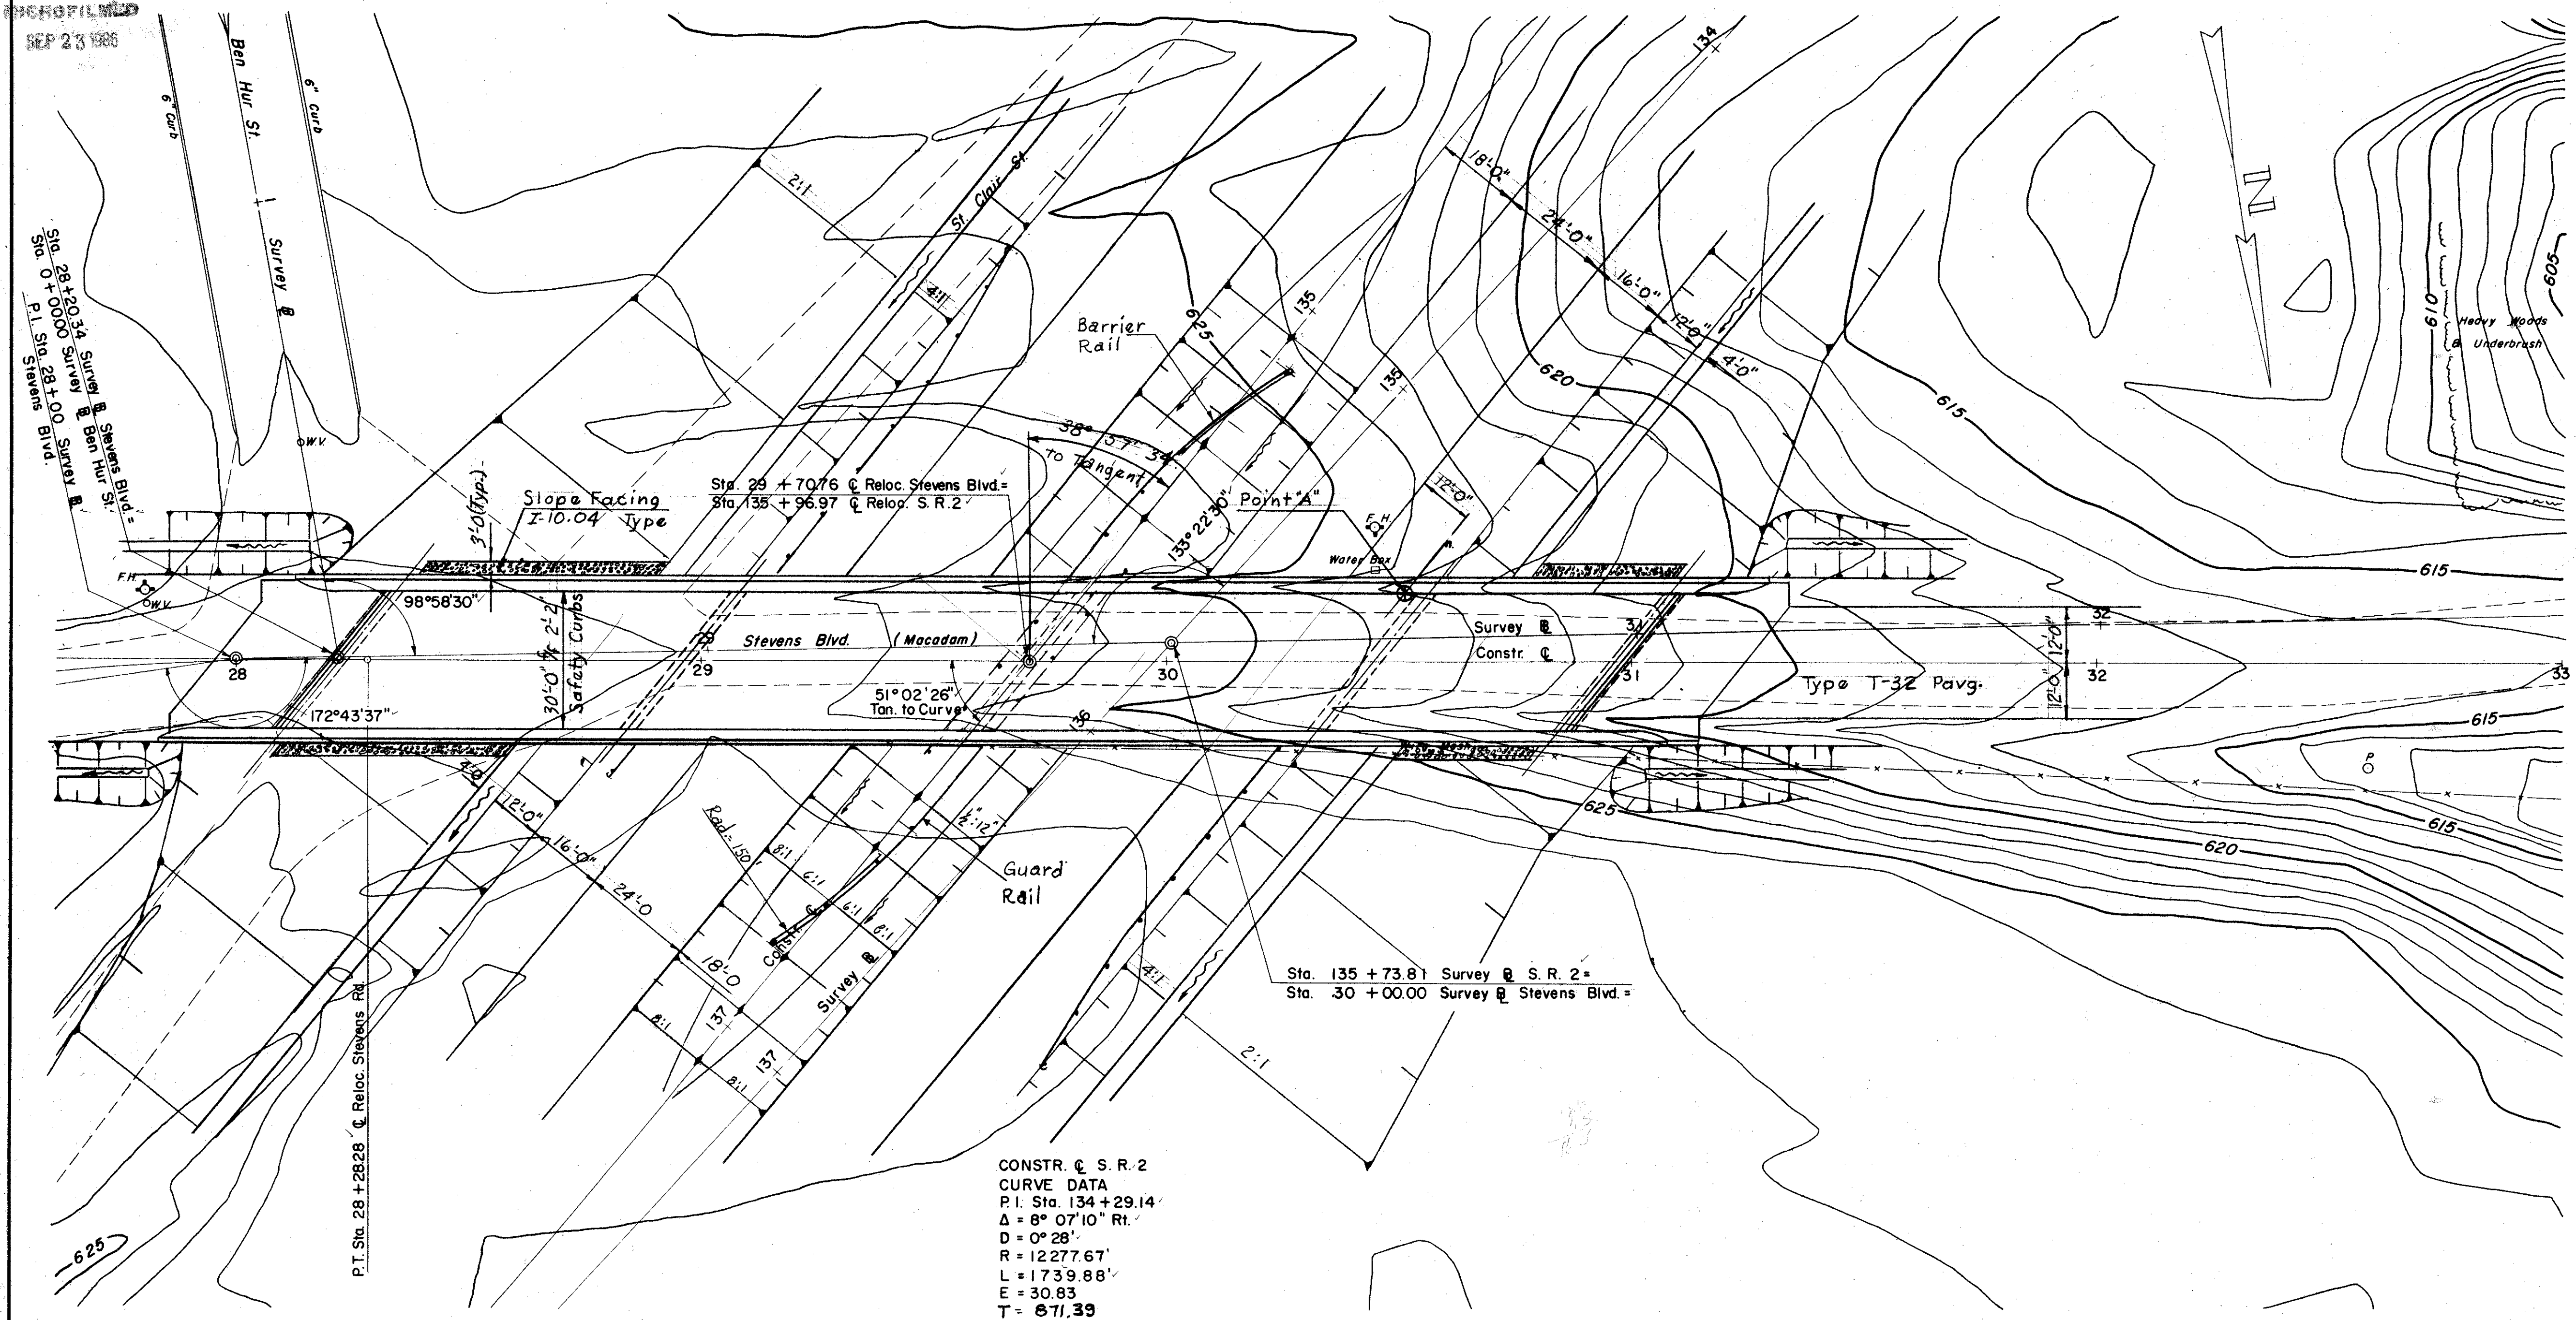 MICROFILMED
SEP 23 1986
6" Curb
Ben Hur St.
6" Curb
1
Survey ℄
Sta. 28+20.34 Survey ℄ Stevens Blvd.=
Sta. 0+00.00 Survey ℄ Ben Hur St.
P.I. Sta. 28+00 Survey ℄
Stevens Blvd.
W.V.
F.H.
W.V.
2:1
St. Clair St.
4:1
Barrier
Rail
625
135
135
134
18'-0"
24'-0"
16'-0"
12'-0"
4'-0"
620
615
N
610
605
Heavy Woods
& Underbrush
38° 57' 34"
to Tangent
3'-0"(Typ.)
Slope Facing
I-10.04 Type
Sta. 29 + 70.76 ℄ Reloc. Stevens Blvd.=
Sta. 135 + 96.97 ℄ Reloc. S.R.2
133° 22'30"
Point "A"
12'-0"
F.H.
Water Box
615
98°58'30"
30'-0" F/F 2'-2"
Safety Curbs
Stevens Blvd. (Macadam)
Survey ℄
Constr. ℄
28
29
29
30
31
31
32
32
33
12'-0" 12'-0"
172°43'37"
51°02'26"
Tan. to Curve
136
Type T-32 Pavg.
615
P
4'-0
12'-0"
16'-0"
24'-0
18'-0
Rad.=150'
8:1
6:1
6:1
8:1
1/2":12"
Guard
Rail
Constr. ℄
Survey ℄
137
137
8:1
8:1
4:1
2:1
625
620
615
Sta. 135 + 73.81 Survey ℄ S. R. 2 =
Sta. 30 + 00.00 Survey ℄ Stevens Blvd. =
P.T. Sta. 28 + 28.28 ℄ Reloc. Stevens Rd.
625
CONSTR. ℄ S. R. 2
CURVE DATA
P.I. Sta. 134 + 29.14
Δ = 8° 07'10" Rt.
D = 0° 28'
R = 12277.67'
L = 1739.88'
E = 30.83
T = 871.39